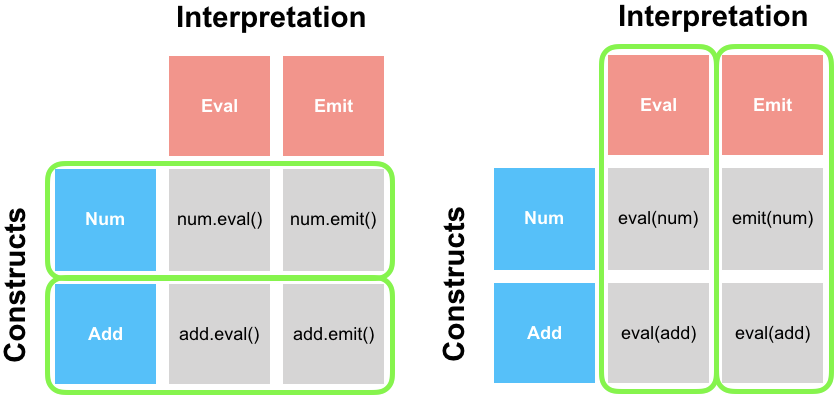 Interpretation
Eval
Emit
Constructs
Num
num.eval()
num.emit()
Add
add.eval()
add.emit()
Interpretation
Eval
Emit
Constructs
Num
eval(num)
emit(num)
Add
eval(add)
eval(add)